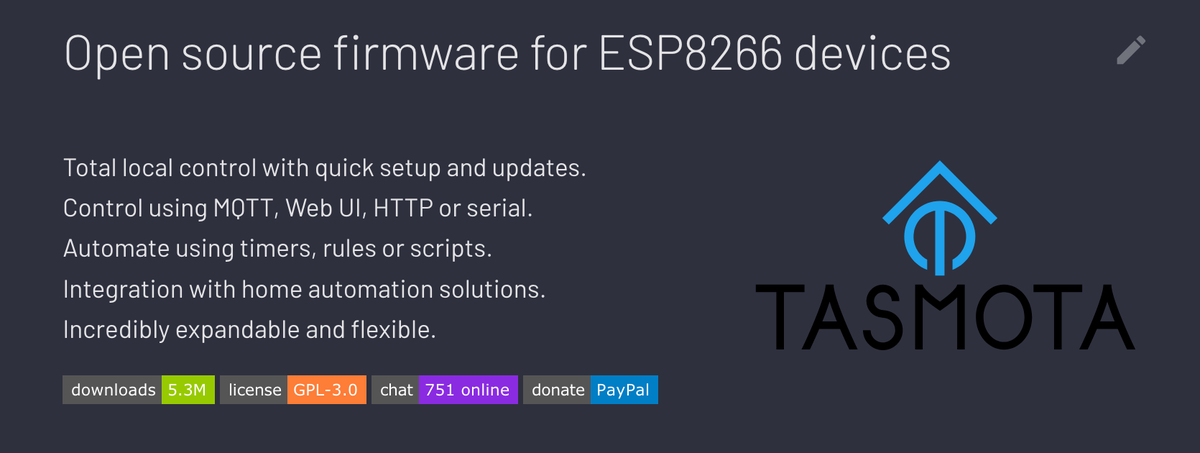 Open source firmware for ESP8266 devices
Total local control with quick setup and updates.
Control using MQTT, Web UI, HTTP or serial.
Automate using timers, rules or scripts.
Integration with home automation solutions.
Incredibly expandable and flexible.
TASMOTA
downloads 5.3M license GPL-3.0 chat 751 online donate PayPal